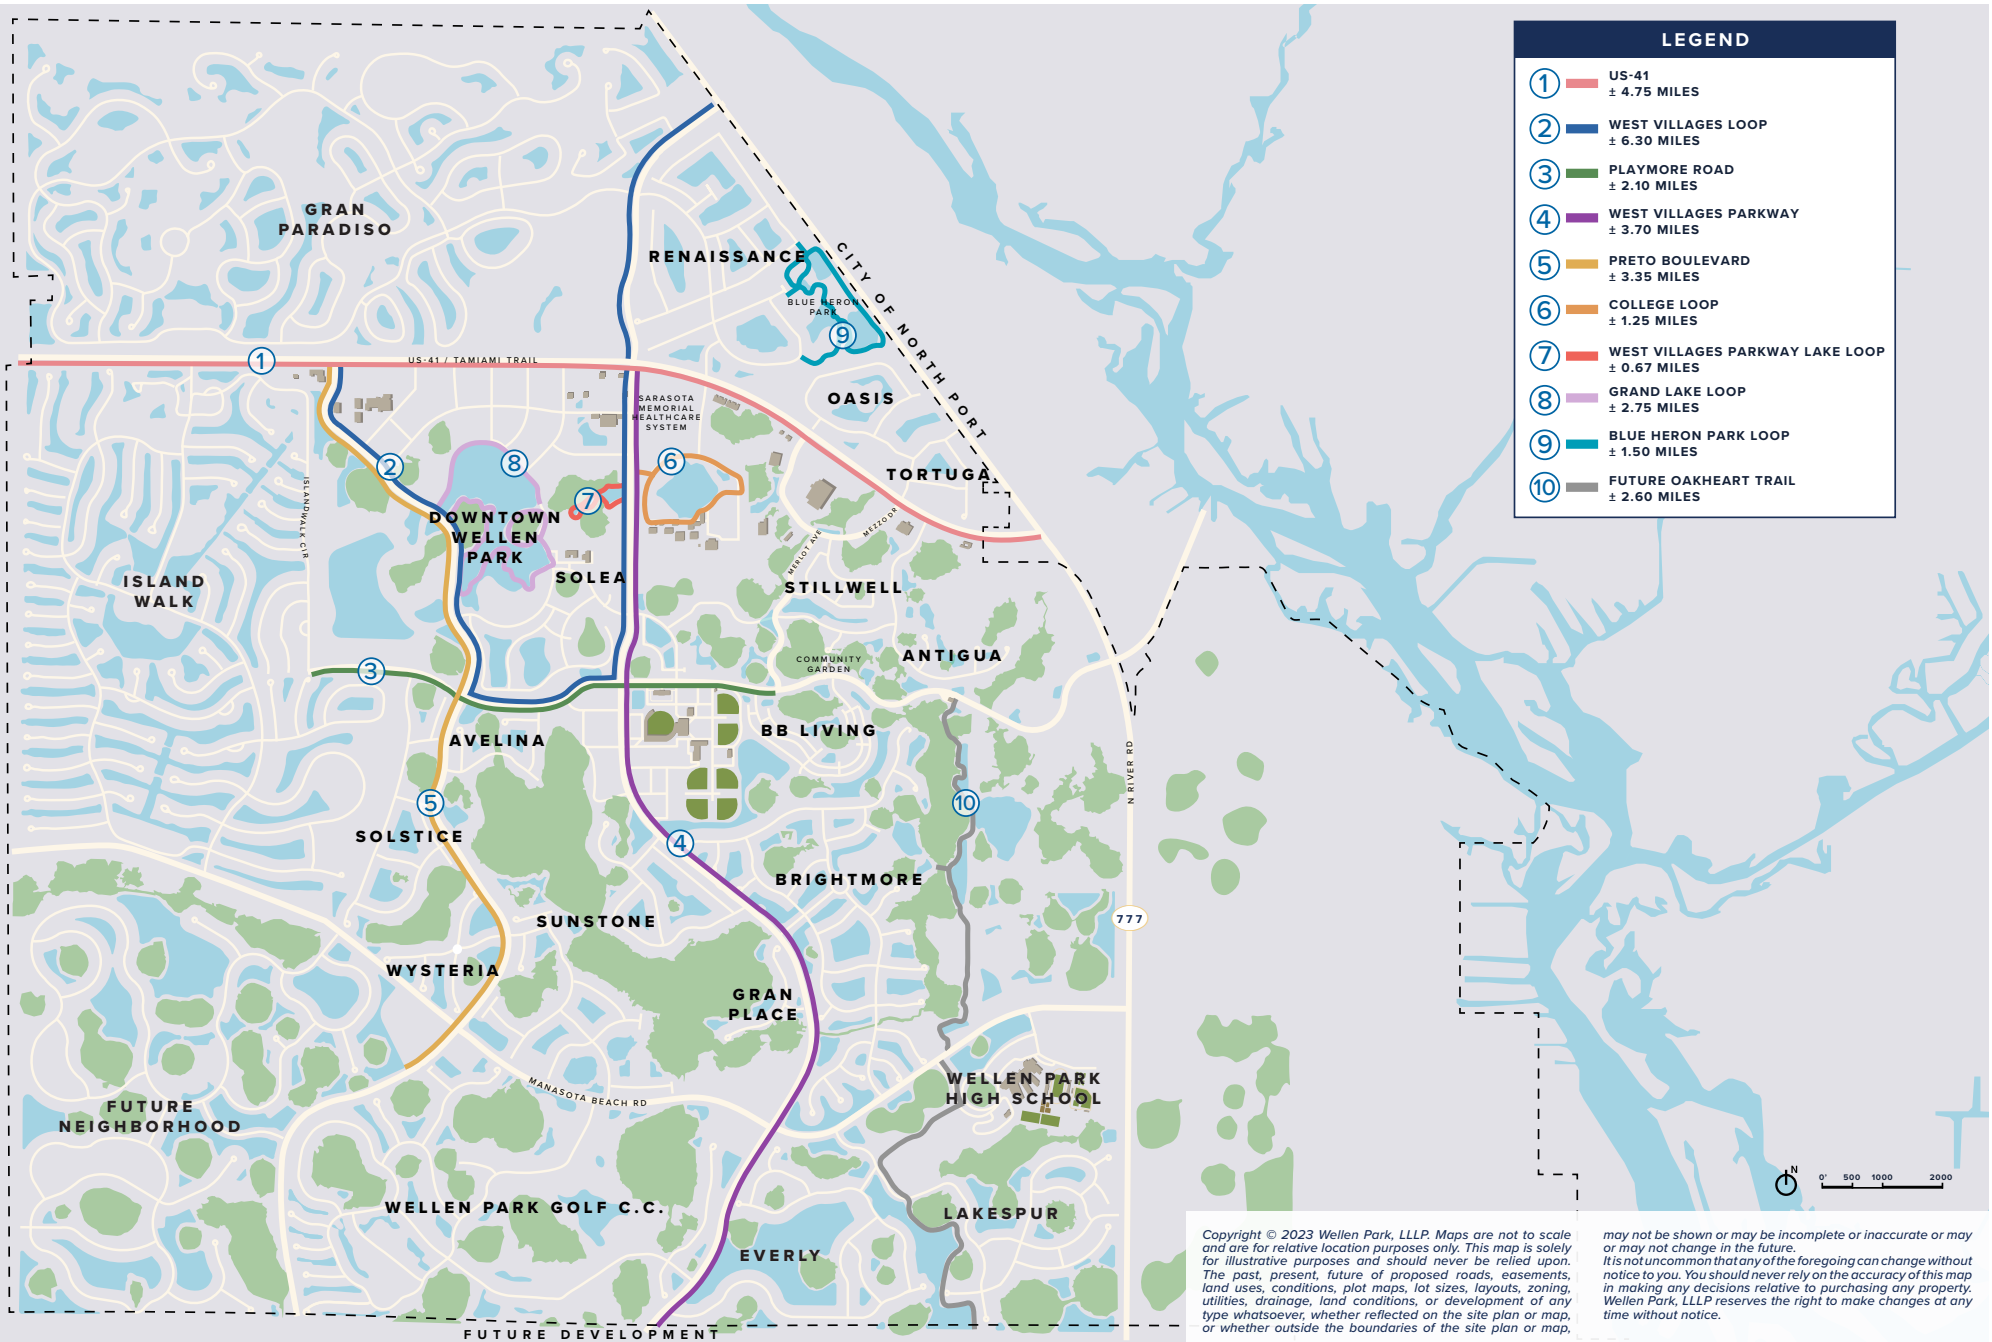 LEGEND
1
US-41
± 4.75 MILES
2
WEST VILLAGES LOOP
± 6.30 MILES
3
PLAYMORE ROAD
± 2.10 MILES
4
WEST VILLAGES PARKWAY
± 3.70 MILES
5
PRETO BOULEVARD
± 3.35 MILES
6
COLLEGE LOOP
± 1.25 MILES
7
WEST VILLAGES PARKWAY LAKE LOOP
± 0.67 MILES
8
GRAND LAKE LOOP
± 2.75 MILES
9
BLUE HERON PARK LOOP
± 1.50 MILES
10
FUTURE OAKHEART TRAIL
± 2.60 MILES
GRAN
PARADISO
RENAISSANCE
CITY OF NORTH PORT
BLUE HERON
PARK
9
1
US-41 / TAMIAMI TRAIL
SARASOTA
MEMORIAL
HEALTHCARE
SYSTEM
OASIS
2
8
6
7
TORTUGA
ISLANDWALK CIR
DOWNTOWN
WELLEN
PARK
MERLOT AVE
MEZZO DR
ISLAND
WALK
SOLEA
STILLWELL
3
COMMUNITY
GARDEN
ANTIGUA
AVELINA
BB LIVING
N RIVER RD
5
10
SOLSTICE
4
BRIGHTMORE
SUNSTONE
777
WYSTERIA
GRAN
PLACE
MANASOTA BEACH RD
WELLEN PARK
HIGH SCHOOL
FUTURE
NEIGHBORHOOD
WELLEN PARK GOLF C.C.
LAKESPUR
EVERLY
FUTURE DEVELOPMENT
N
0' 500 1000 2000
Copyright © 2023 Wellen Park, LLLP. Maps are not to scale
and are for relative location purposes only. This map is solely
for illustrative purposes and should never be relied upon.
The past, present, future of proposed roads, easements,
land uses, conditions, plot maps, lot sizes, layouts, zoning,
utilities, drainage, land conditions, or development of any
type whatsoever, whether reflected on the site plan or map,
or whether outside the boundaries of the site plan or map,
may not be shown or may be incomplete or inaccurate or may
or may not change in the future.
It is not uncommon that any of the foregoing can change without
notice to you. You should never rely on the accuracy of this map
in making any decisions relative to purchasing any property.
Wellen Park, LLLP reserves the right to make changes at any
time without notice.